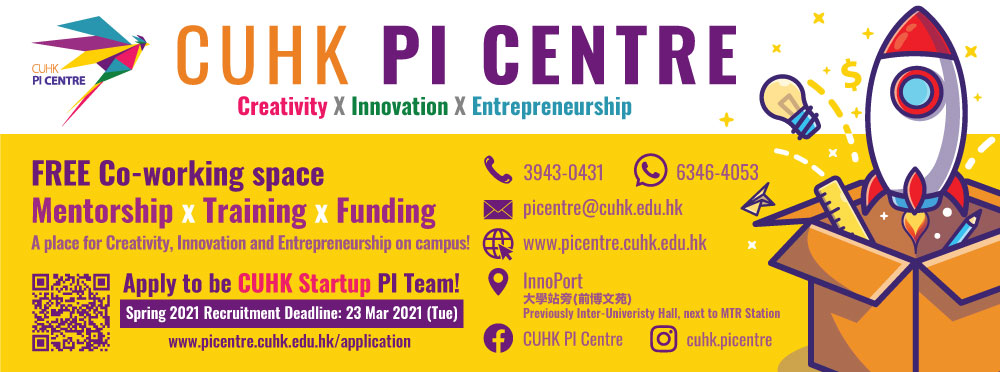 CUHK
PI CENTRE
CUHK PI CENTRE
Creativity X Innovation X Entrepreneurship
FREE Co-working space
Mentorship x Training x Funding
A place for Creativity, Innovation and Entrepreneurship on campus!
Apply to be CUHK Startup PI Team!
Spring 2021 Recruitment Deadline: 23 Mar 2021 (Tue)
www.picentre.cuhk.edu.hk/application
3943-0431
6346-4053
picentre@cuhk.edu.hk
www.picentre.cuhk.edu.hk
InnoPort
大學站旁(前博文苑)
Previously Inter-Univeristy Hall, next to MTR Station
CUHK PI Centre
cuhk.picentre